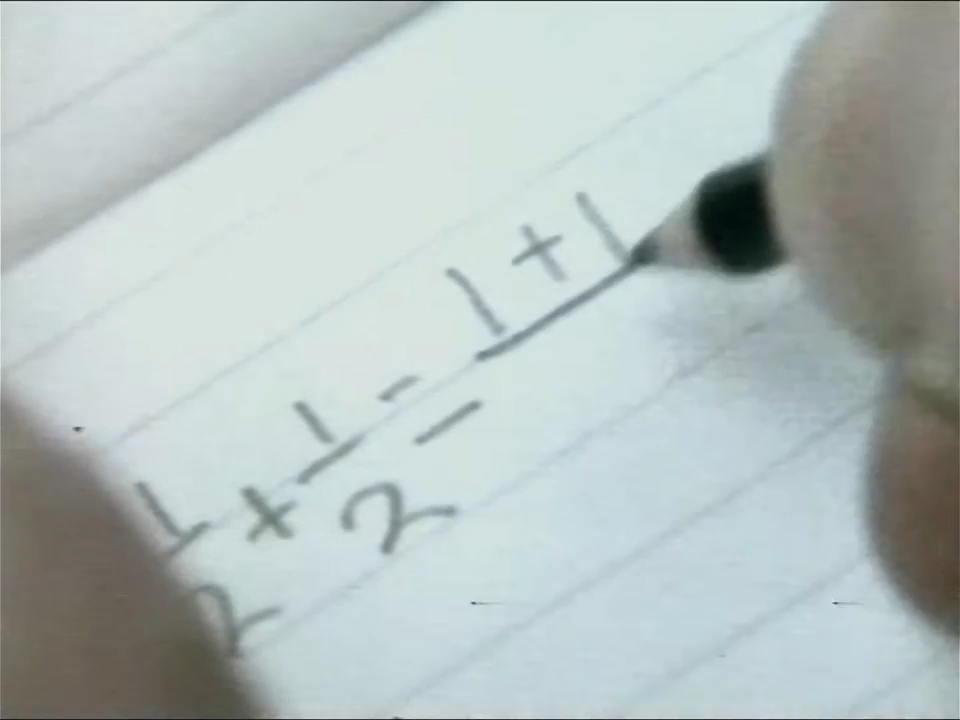 1/2 + 1/2 = 1+1